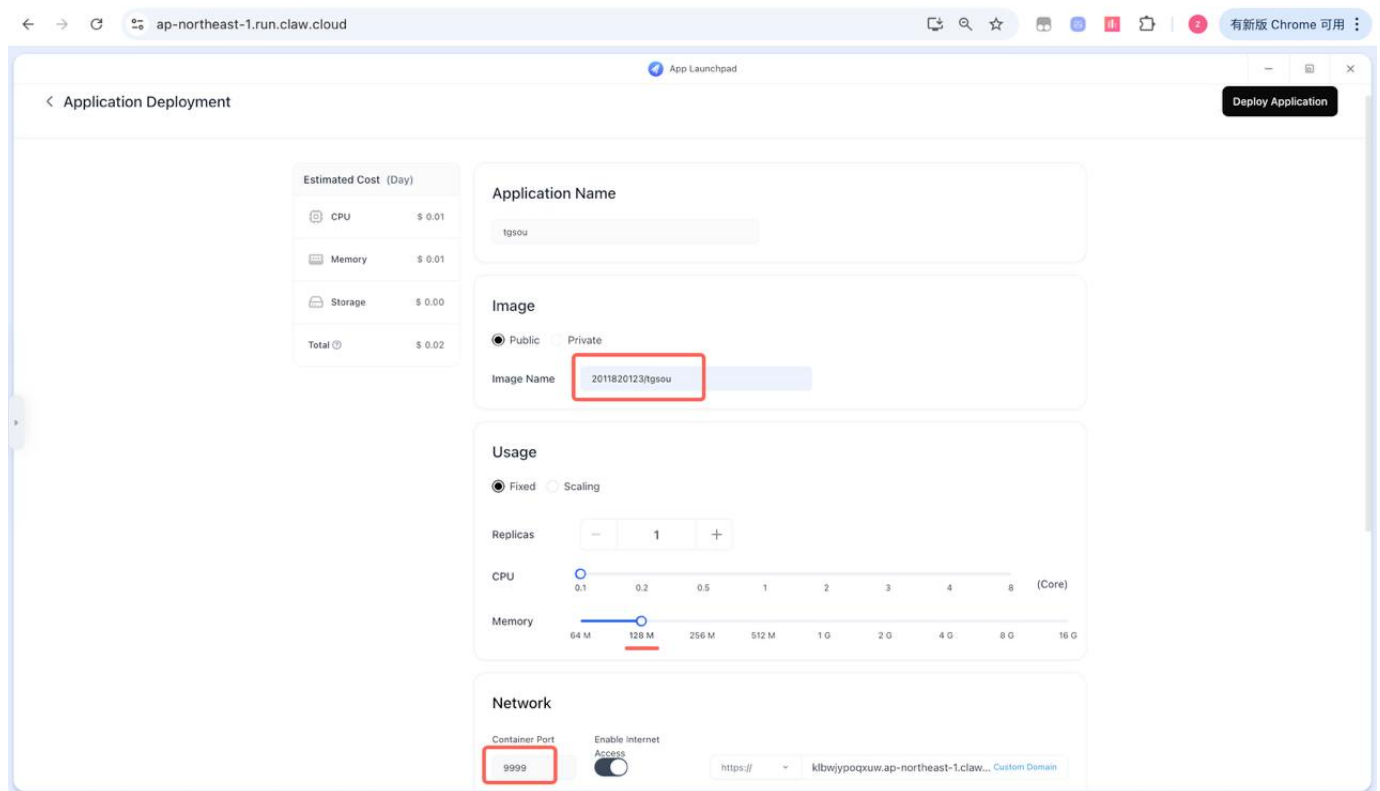 ap-northeast-1.run.claw.cloud
Z
有新版 Chrome 可用
App Launchpad
Application Deployment
Deploy Application
Estimated Cost (Day)
CPU $ 0.01
Memory $ 0.01
Storage $ 0.00
Total $ 0.02
Application Name
tgsou
Image
Public Private
Image Name 2011820123/tgsou
Usage
Fixed Scaling
Replicas 1
CPU 0.1 0.2 0.5 1 2 3 4 8 (Core)
Memory 64 M 128 M 256 M 512 M 1 G 2 G 4 G 8 G 16 G
Network
Container Port Enable Internet Access
9999 https:// klbwjypoqxuw.ap-northeast-1.claw... Custom Domain